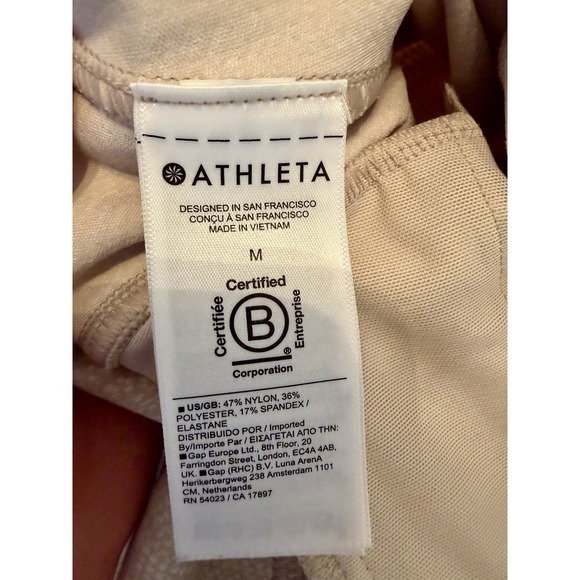 ATHLETA
DESIGNED IN SAN FRANCISCO
CONÇU À SAN FRANCISCO
MADE IN VIETNAM
M
Certified
Certifiée
B
Entreprise
®
Corporation
■ US/GB: 47% NYLON, 36%
POLYESTER, 17% SPANDEX /
ELASTANE
DISTRIBUIDO POR / Imported
By/importe Par / ΕΙΣΑΓΕΤΑΙ ΑΠΟ ΤΗΝ:
■Gap Europe Ltd., 8th Floor, 20
Farringdon Street, London, EC4A 4AB,
UK. ■Gap (RHC) B.V. Luna ArenA
Herikerbergweg 238 Amsterdam 1101
CM, Netherlands
RN 54023 / CA 17897